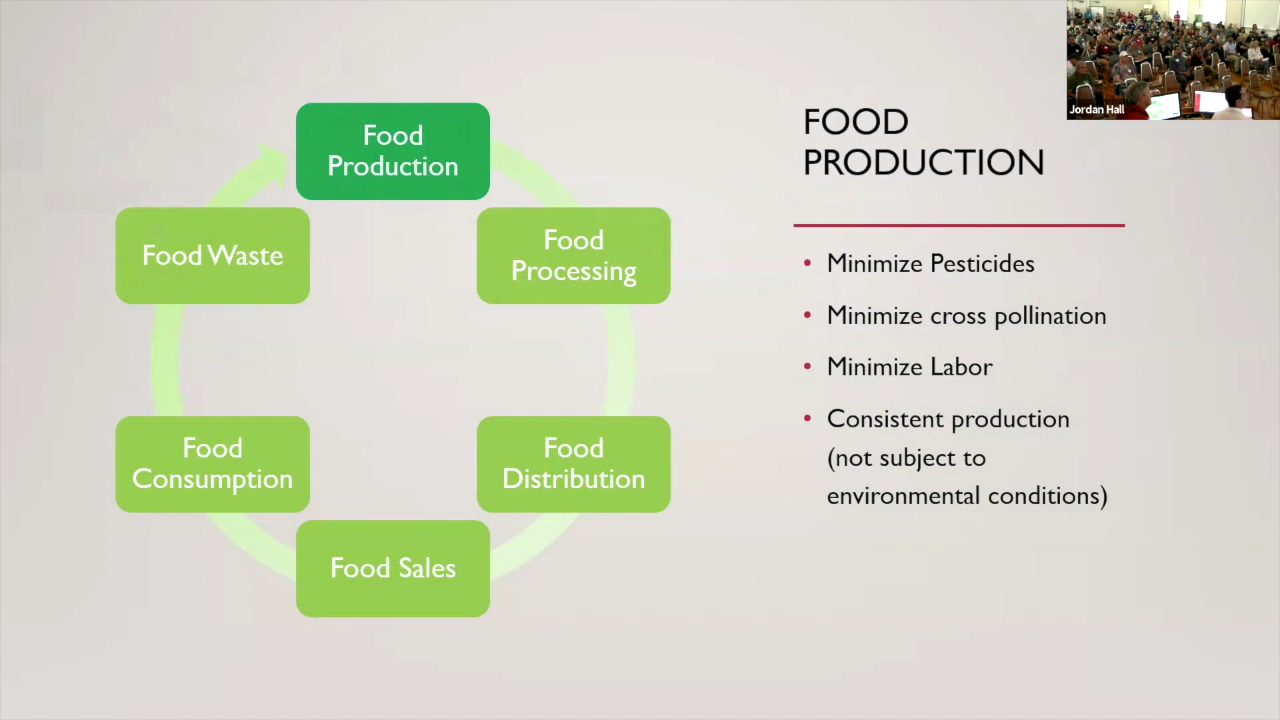 Food
Production
Food Waste
Food
Processing
Food
Consumption
Food
Distribution
Food Sales
FOOD
PRODUCTION
• Minimize Pesticides
• Minimize cross pollination
• Minimize Labor
• Consistent production
(not subject to
environmental conditions)
Jordan Hall